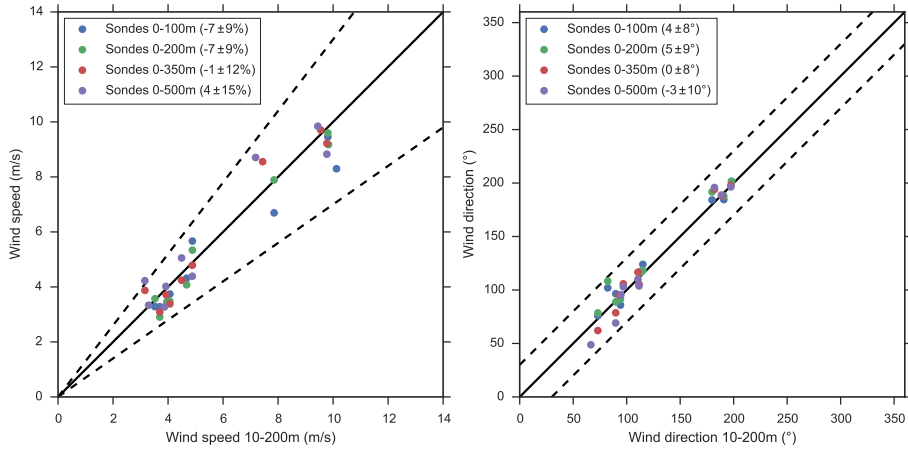 14
12
10
8
6
4
2
0
Wind speed (m/s)
Sondes 0-100m (-7±9%)
Sondes 0-200m (-7±9%)
Sondes 0-350m (-1±12%)
Sondes 0-500m (4±15%)
0 2 4 6 8 10 12 14
Wind speed 10-200m (m/s)
350
300
250
200
150
100
50
0
Wind direction (°)
Sondes 0-100m (4±8°)
Sondes 0-200m (5±9°)
Sondes 0-350m (0±8°)
Sondes 0-500m (-3±10°)
0 50 100 150 200 250 300 350
Wind direction 10-200m (°)